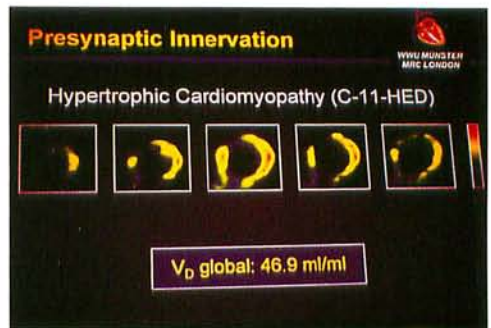 Presynaptic Innervation
WWU MÜNSTER
MRC LONDON
Hypertrophic Cardiomyopathy (C-11-HED)
V_D global: 46.9 ml/ml